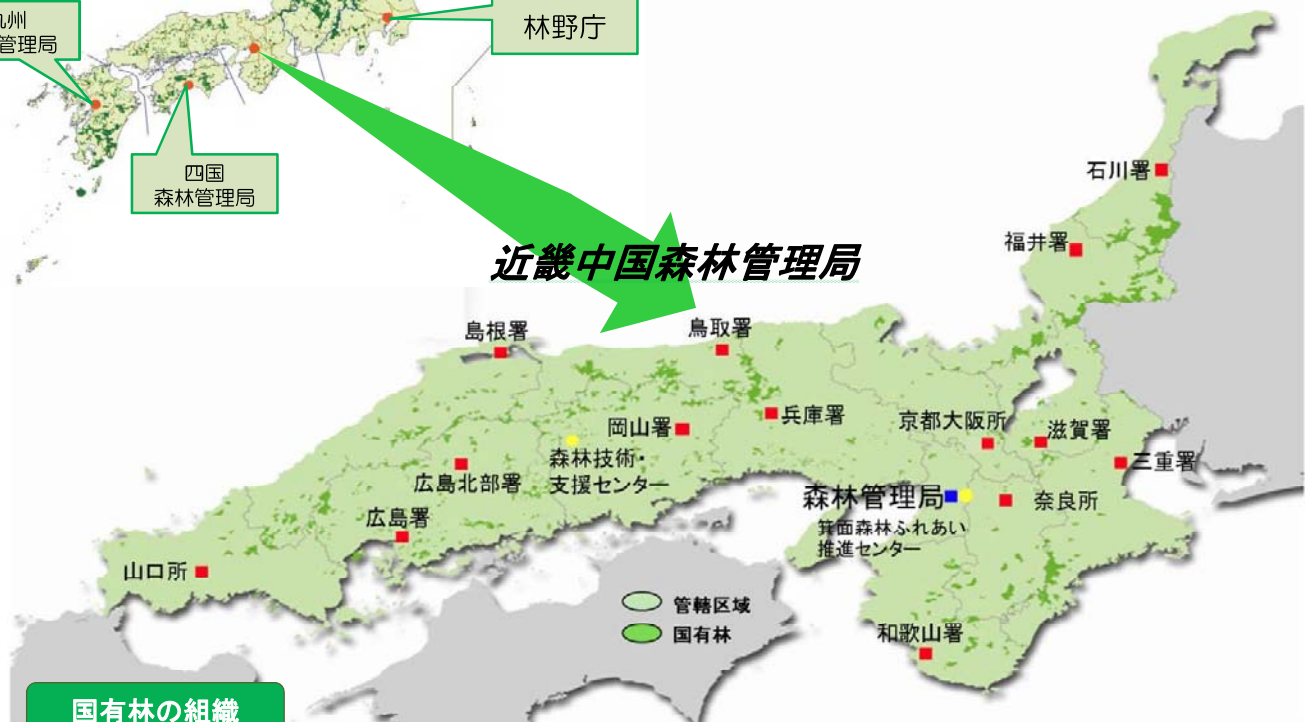 林野庁
州
管理局
四国
森林管理局
近畿中国森林管理局
石川署
福井署
島根署
鳥取署
兵庫署
岡山署
京都大阪所
滋賀署
三重署
森林技術・
支援センター
広島北部署
森林管理局
奈良所
箕面森林ふれあい
推進センター
広島署
山口所
管轄区域
国有林
和歌山署
国有林の組織